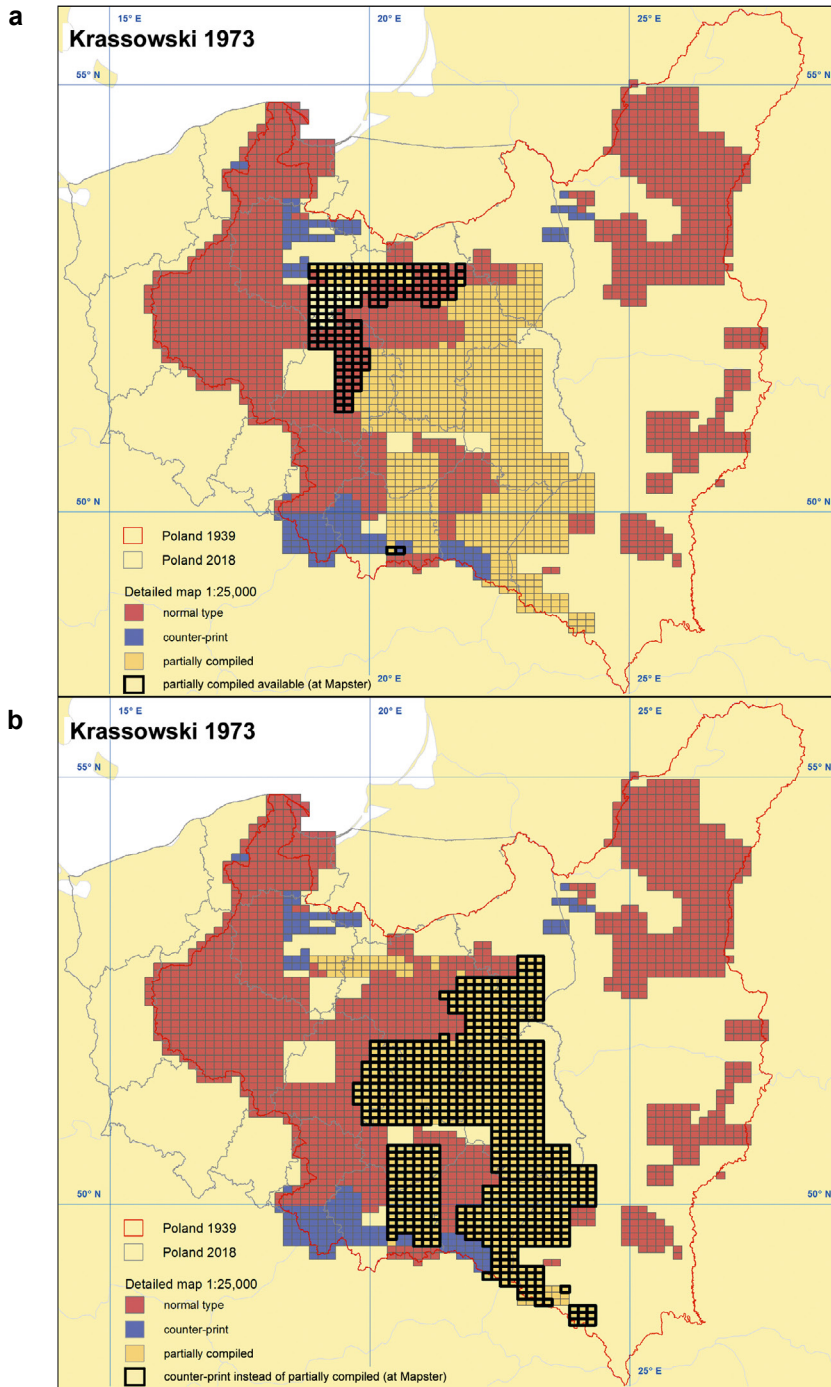 a
15° E
20° E
25° E
Krassowski 1973
55° N
55° N
50° N
50° N
Poland 1939
Poland 2018
Detailed map 1:25,000
normal type
counter-print
partially compiled
partially compiled available (at Mapster)
20° E
25° E
b
15° E
20° E
25° E
Krassowski 1973
55° N
55° N
50° N
50° N
Poland 1939
Poland 2018
Detailed map 1:25,000
normal type
counter-print
partially compiled
counter-print instead of partially compiled (at Mapster)
25° E